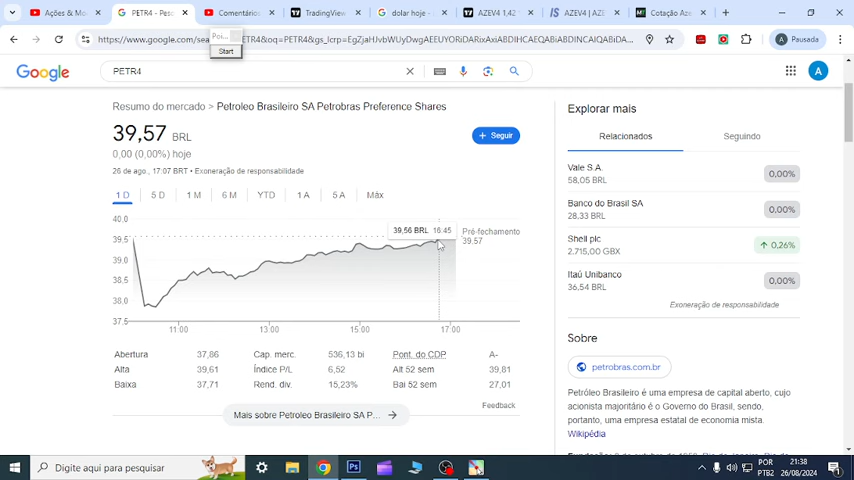 Ações & Mo
PETR4 - Pes
Comentários
TradingView
dolar hoje -
AZEV4 1,42
AZEV4 | AZE
Cotação Aze
https://www.google.com/sea
ETR4&oq=PETR4&gs_lcrp=EgZjaHJvbWUyDwgAEEUYORiDARixAxiABDIHCAEQABiABDINCAIQABiDA...
Pausada
Poi...
Start
Google
PETR4
A
Resumo do mercado > Petroleo Brasileiro SA Petrobras Preference Shares
39,57 BRL
Seguir
0,00 (0,00%) hoje
26 de ago., 17:07 BRT • Exoneração de responsabilidade
1 D 5 D 1 M 6 M YTD 1 A 5 A Máx
40.0
39.5
39.0
38.5
38.0
37.5
39,56 BRL 16:45
Pré-fechamento
39.57
11:00 13:00 15:00 17:00
Abertura 37,86 Cap. merc. 536,13 bi Pont. do CDP A-
Alta 39,61 Índice P/L 6,52 Alt 52 sem 39,81
Baixa 37,71 Rend. div. 15,23% Bai 52 sem 27,01
Feedback
Mais sobre Petroleo Brasileiro SA P...
Explorar mais
Relacionados Seguindo
Vale S.A.
58,05 BRL
0,00%
Banco do Brasil SA
28,33 BRL
0,00%
Shell plc
2.715,00 GBX
0,26%
Itaú Unibanco
36,54 BRL
0,00%
Exoneração de responsabilidade
Sobre
petrobras.com.br
Petróleo Brasileiro é uma empresa de capital aberto, cujo
acionista majoritário é o Governo do Brasil, sendo,
portanto, uma empresa estatal de economia mista.
Wikipédia
Digite aqui para pesquisar
Ps
POR
PTB2
21:38
26/08/2024
1